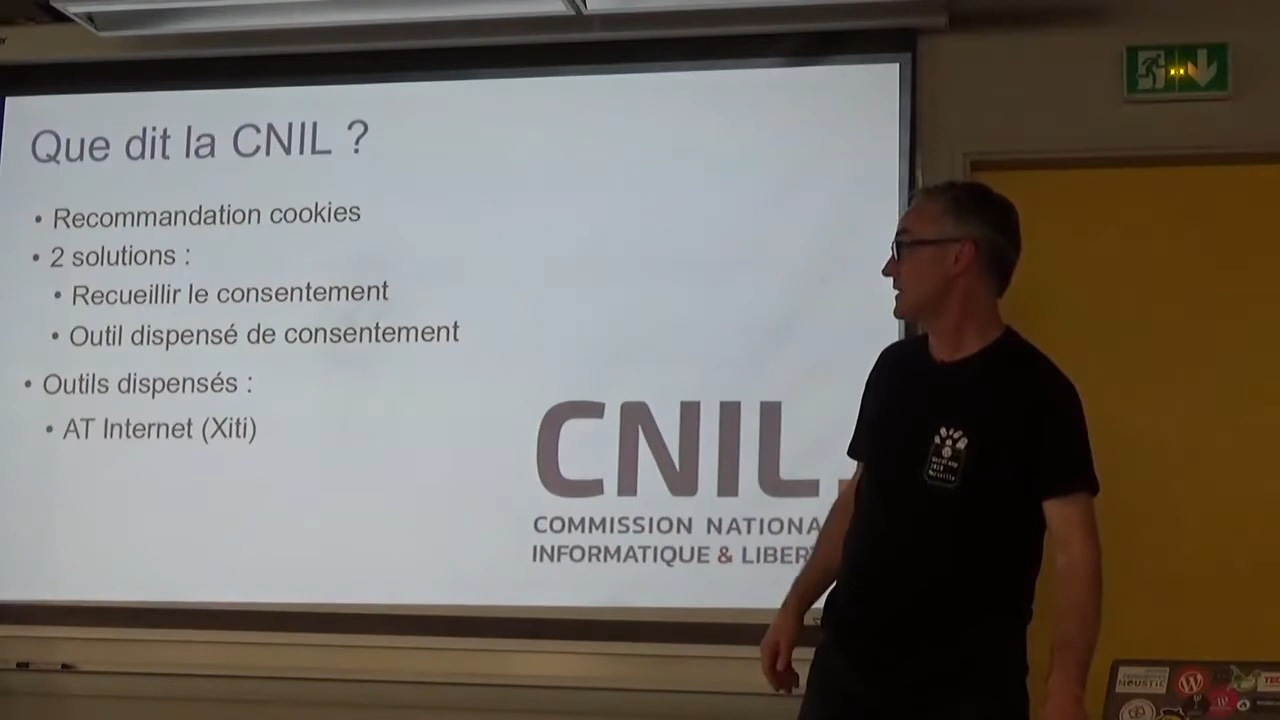 Que dit la CNIL ?
• Recommandation cookies
• 2 solutions :
• Recueillir le consentement
• Outil dispensé de consentement
• Outils dispensés :
• AT Internet (Xiti)
CNIL.
COMMISSION NATIONA
INFORMATIQUE & LIBER
NOUSTIC